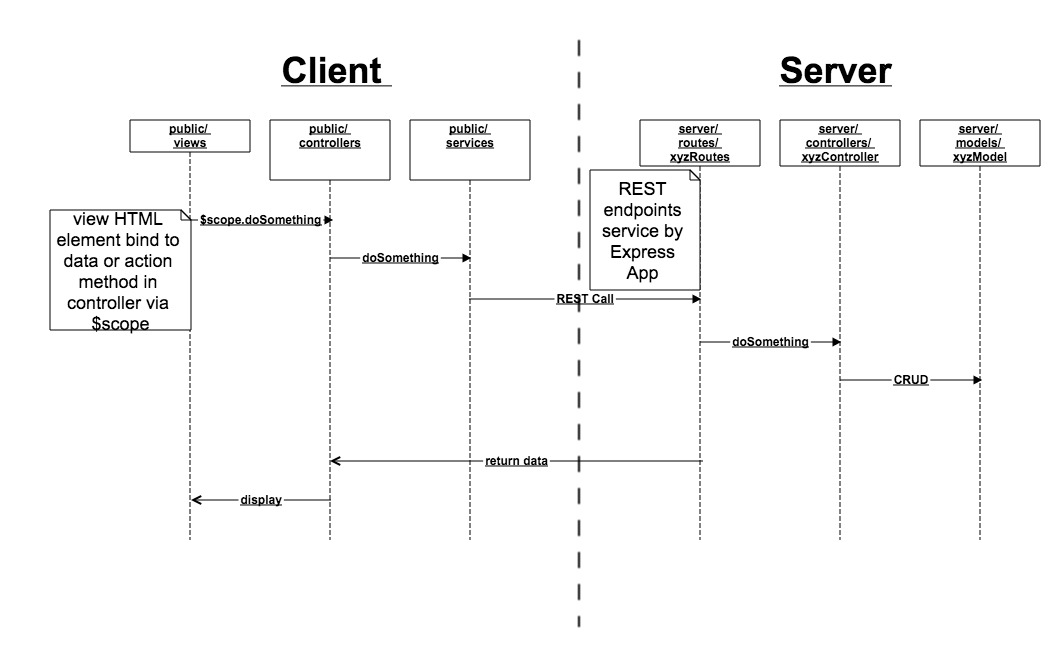 Client
Server
public/
views
public/
controllers
public/
services
server/
routes/
xyzRoutes
server/
controllers/
xyzController
server/
models/
xyzModel
REST
endpoints
service by
Express
App
view HTML
element bind to
data or action
method in
controller via
$scope
$scope.doSomething
doSomething
REST Call
doSomething
CRUD
return data
display